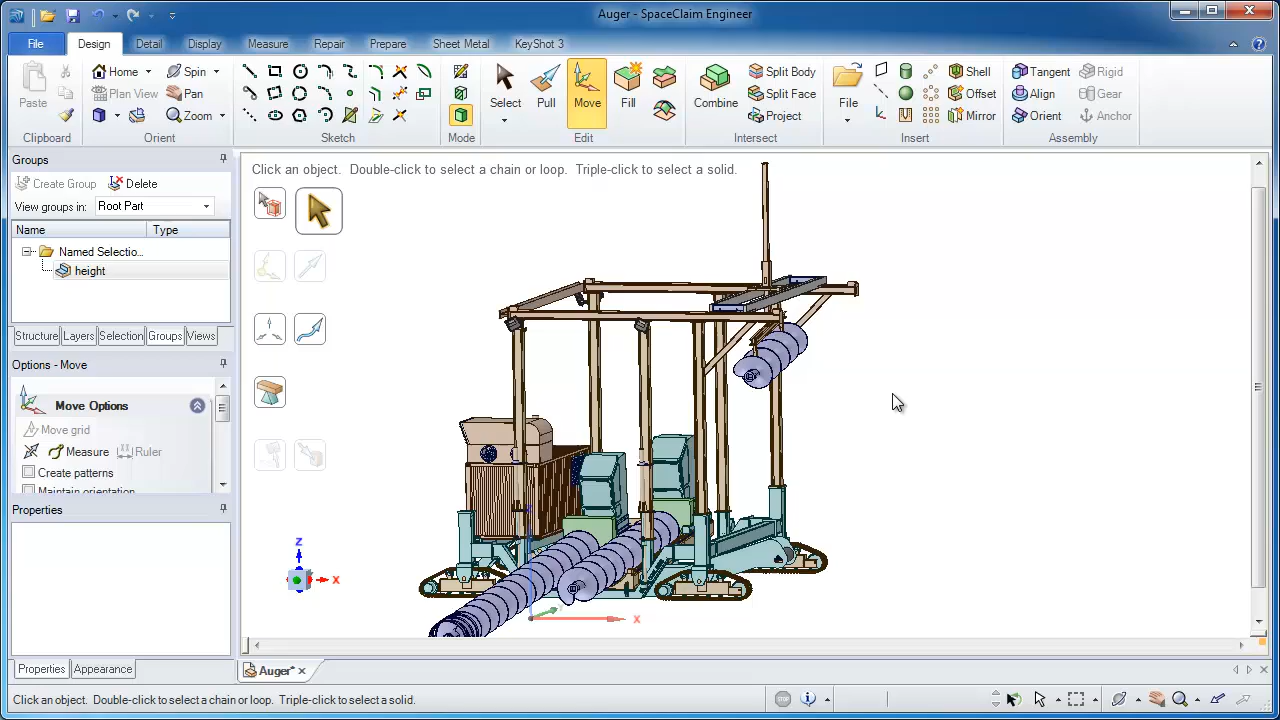 Auger - SpaceClaim Engineer
File Design Detail Display Measure Repair Prepare Sheet Metal KeyShot 3
Home Spin Split Body Shell Tangent Rigid
Plan View Pan Split Face Offset Align Gear
Paste Select Pull Move Fill Combine File
Zoom Project Mirror Orient Anchor
Clipboard Orient Sketch Mode Edit Intersect Insert Assembly
Groups
Create Group Delete
View groups in: Root Part
Name Type
Named Selectio...
height
Structure Layers Selection Groups Views
Options - Move
Move Options
Move grid
Measure Ruler
Create patterns
Maintain orientation
Properties
Properties Appearance
Click an object. Double-click to select a chain or loop. Triple-click to select a solid.
Z
X
X
Auger*
Click an object. Double-click to select a chain or loop. Triple-click to select a solid.